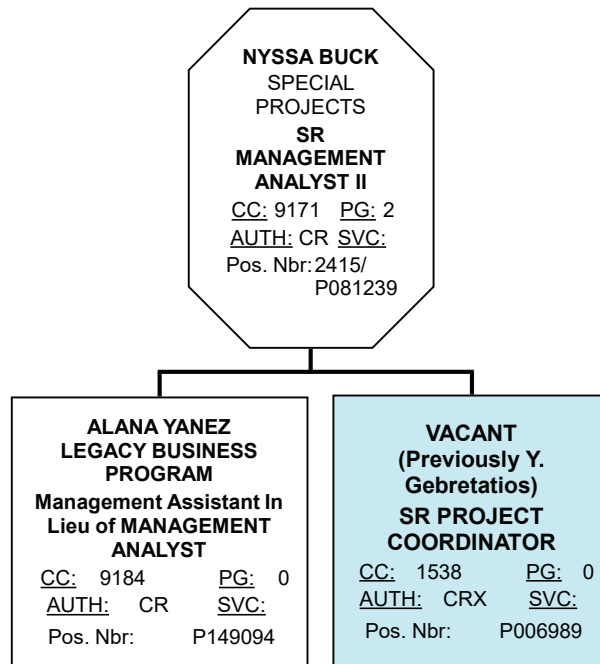 NYSSA BUCK
SPECIAL
PROJECTS
SR
MANAGEMENT
ANALYST II
CC: 9171 PG: 2
AUTH: CR SVC:
Pos. Nbr: 2415/
P081239
ALANA YANEZ
LEGACY BUSINESS
PROGRAM
Management Assistant In
Lieu of MANAGEMENT
ANALYST
CC: 9184 PG: 0
AUTH: CR SVC:
Pos. Nbr: P149094
VACANT
(Previously Y.
Gebretatios)
SR PROJECT
COORDINATOR
CC: 1538 PG: 0
AUTH: CRX SVC:
Pos. Nbr: P006989